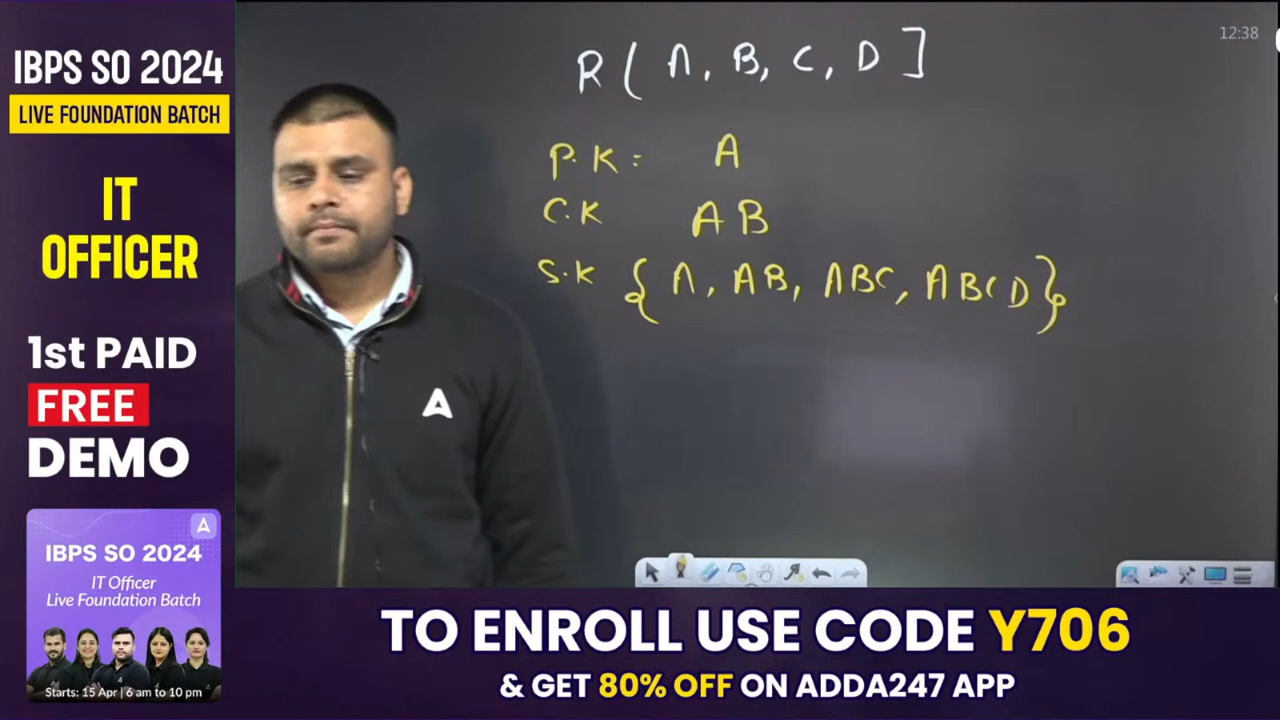 IBPS SO 2024
LIVE FOUNDATION BATCH
IT
OFFICER
1st PAID
FREE
DEMO
A
IBPS SO 2024
IT Officer
Live Foundation Batch
Starts: 15 Apr | 6 am to 10 pm
12:38
R ( A, B, C, D ]
P.K = A
C.K AB
S.K { A, AB, ABC, ABCD }
A
TO ENROLL USE CODE Y706
& GET 80% OFF ON ADDA247 APP